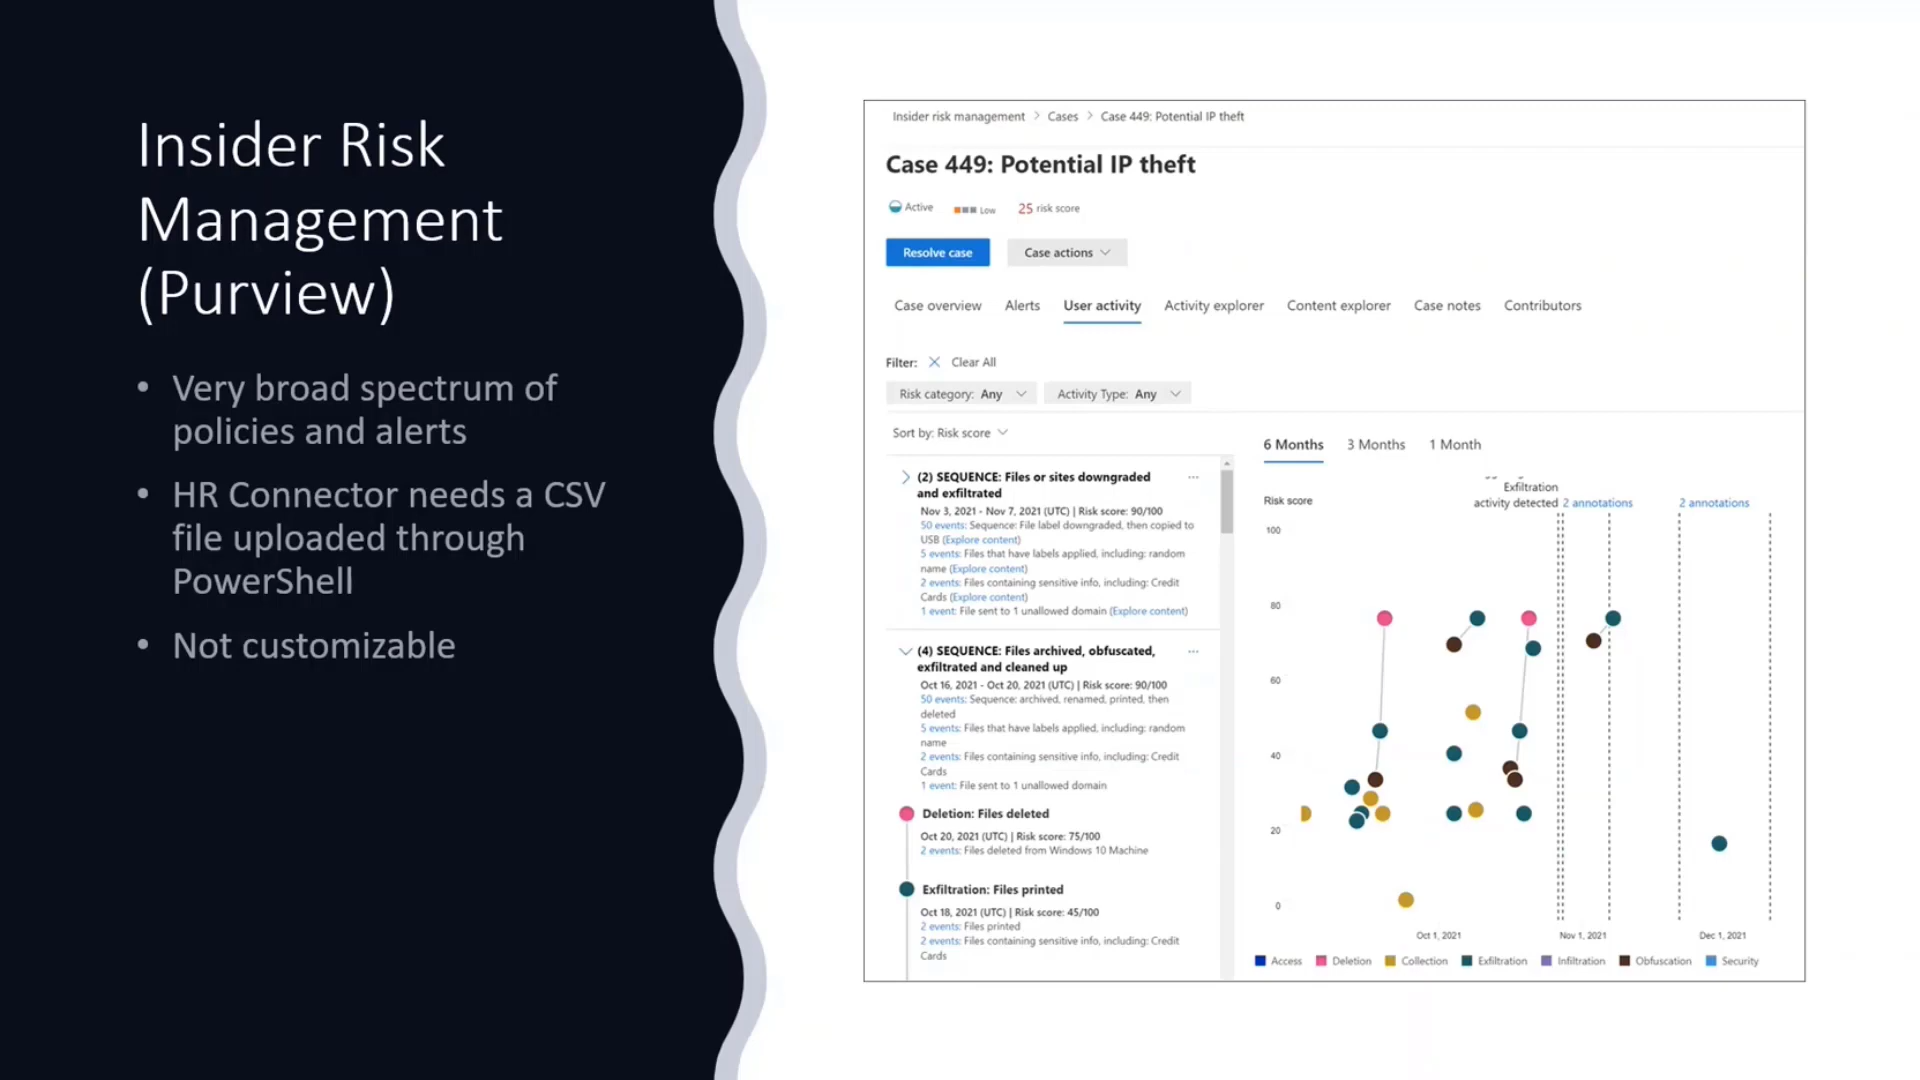 Insider Risk
Management
(Purview)
• Very broad spectrum of
policies and alerts
• HR Connector needs a CSV
file uploaded through
PowerShell
• Not customizable
Insider risk management > Cases > Case 449: Potential IP theft
Case 449: Potential IP theft
Active Low 25 risk score
Resolve case Case actions
Case overview Alerts User activity Activity explorer Content explorer Case notes Contributors
Filter: Clear All
Risk category: Any Activity Type: Any
Sort by: Risk score
(2) SEQUENCE: Files or sites downgraded
and exfiltrated
Nov 3, 2021 - Nov 7, 2021 (UTC) | Risk score: 90/100
50 events: Sequence: File label downgraded, then copied to
USB (Explore content)
5 events: Files that have labels applied, including: random
name (Explore content)
2 events: Files containing sensitive info, including: Credit
Cards (Explore content)
1 event: File sent to 1 unallowed domain (Explore content)
(4) SEQUENCE: Files archived, obfuscated,
exfiltrated and cleaned up
Oct 16, 2021 - Oct 20, 2021 (UTC) | Risk score: 90/100
50 events: Sequence: archived, renamed, printed, then
deleted
5 events: Files that have labels applied, including: random
name
2 events: Files containing sensitive info, including: Credit
Cards
1 event: File sent to 1 unallowed domain
Deletion: Files deleted
Oct 20, 2021 (UTC) | Risk score: 75/100
2 events: Files deleted from Windows 10 Machine
Exfiltration: Files printed
Oct 18, 2021 (UTC) | Risk score: 45/100
2 events: Files printed
2 events: Files containing sensitive info, including: Credit
Cards
6 Months 3 Months 1 Month
Risk score
Exfiltration
activity detected 2 annotations 2 annotations
100
80
60
40
20
0
Oct 1, 2021 Nov 1, 2021 Dec 1, 2021
Access Deletion Collection Exfiltration Infiltration Obfuscation Security